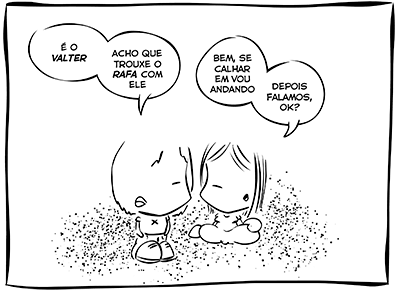 É O
VALTER
ACHO QUE
TROUXE O
RAFA COM
ELE
BEM, SE
CALHAR
EM VOU
ANDANDO
DEPOIS
FALAMOS,
OK?